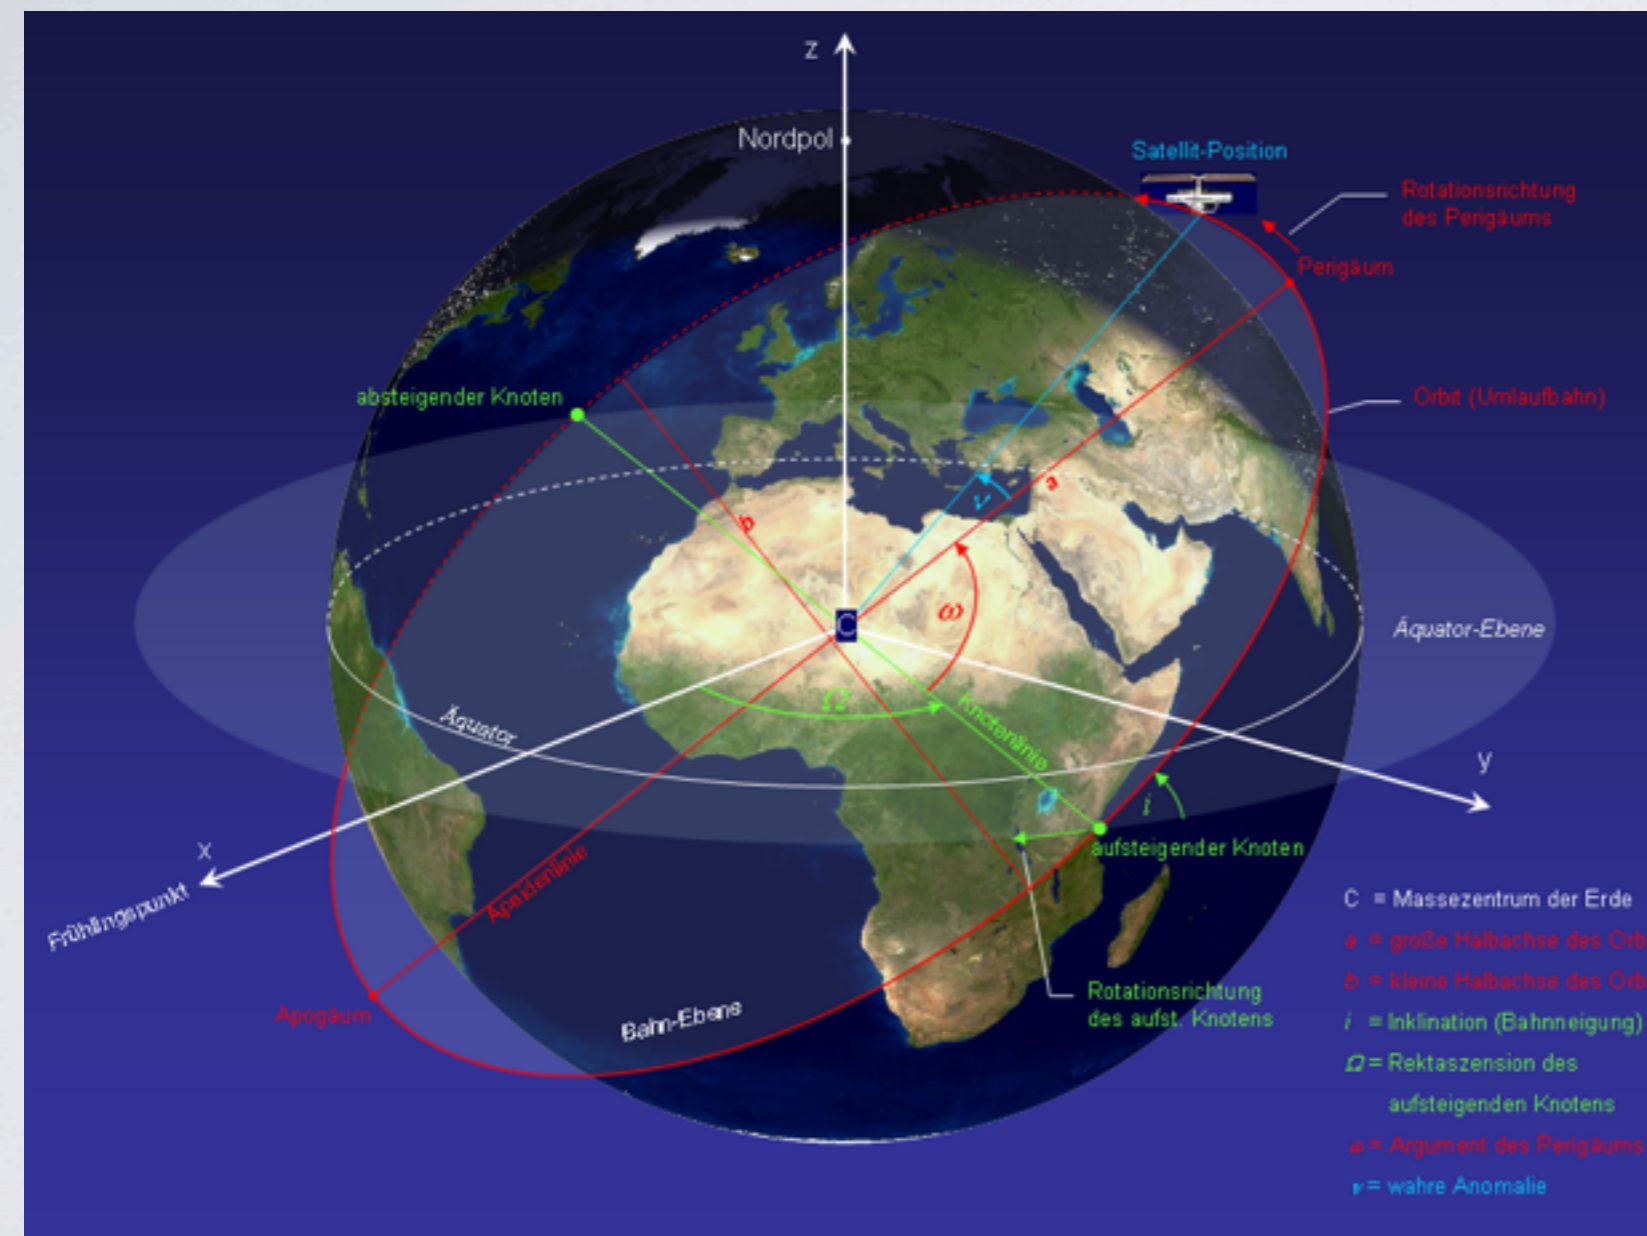 z
Nordpol
Satellit-Position
Rotationsrichtung
des Perigäums
Perigäum
absteigender Knoten
Orbit (Umlaufbahn)
a
ν
b
ω
C
Äquator-Ebene
Ω
Knotenlinie
Äquator
y
i
x
aufsteigender Knoten
Frühlingspunkt
Apsidenlinie
Apogäum
Bahn-Ebene
Rotationsrichtung
des aufst. Knotens
C = Massezentrum der Erde
a = große Halbachse des Orb
b = kleine Halbachse des Orb
i = Inklination (Bahnneigung)
Ω = Rektaszension des
aufsteigenden Knotens
ω = Argument des Perigäums
ν = wahre Anomalie